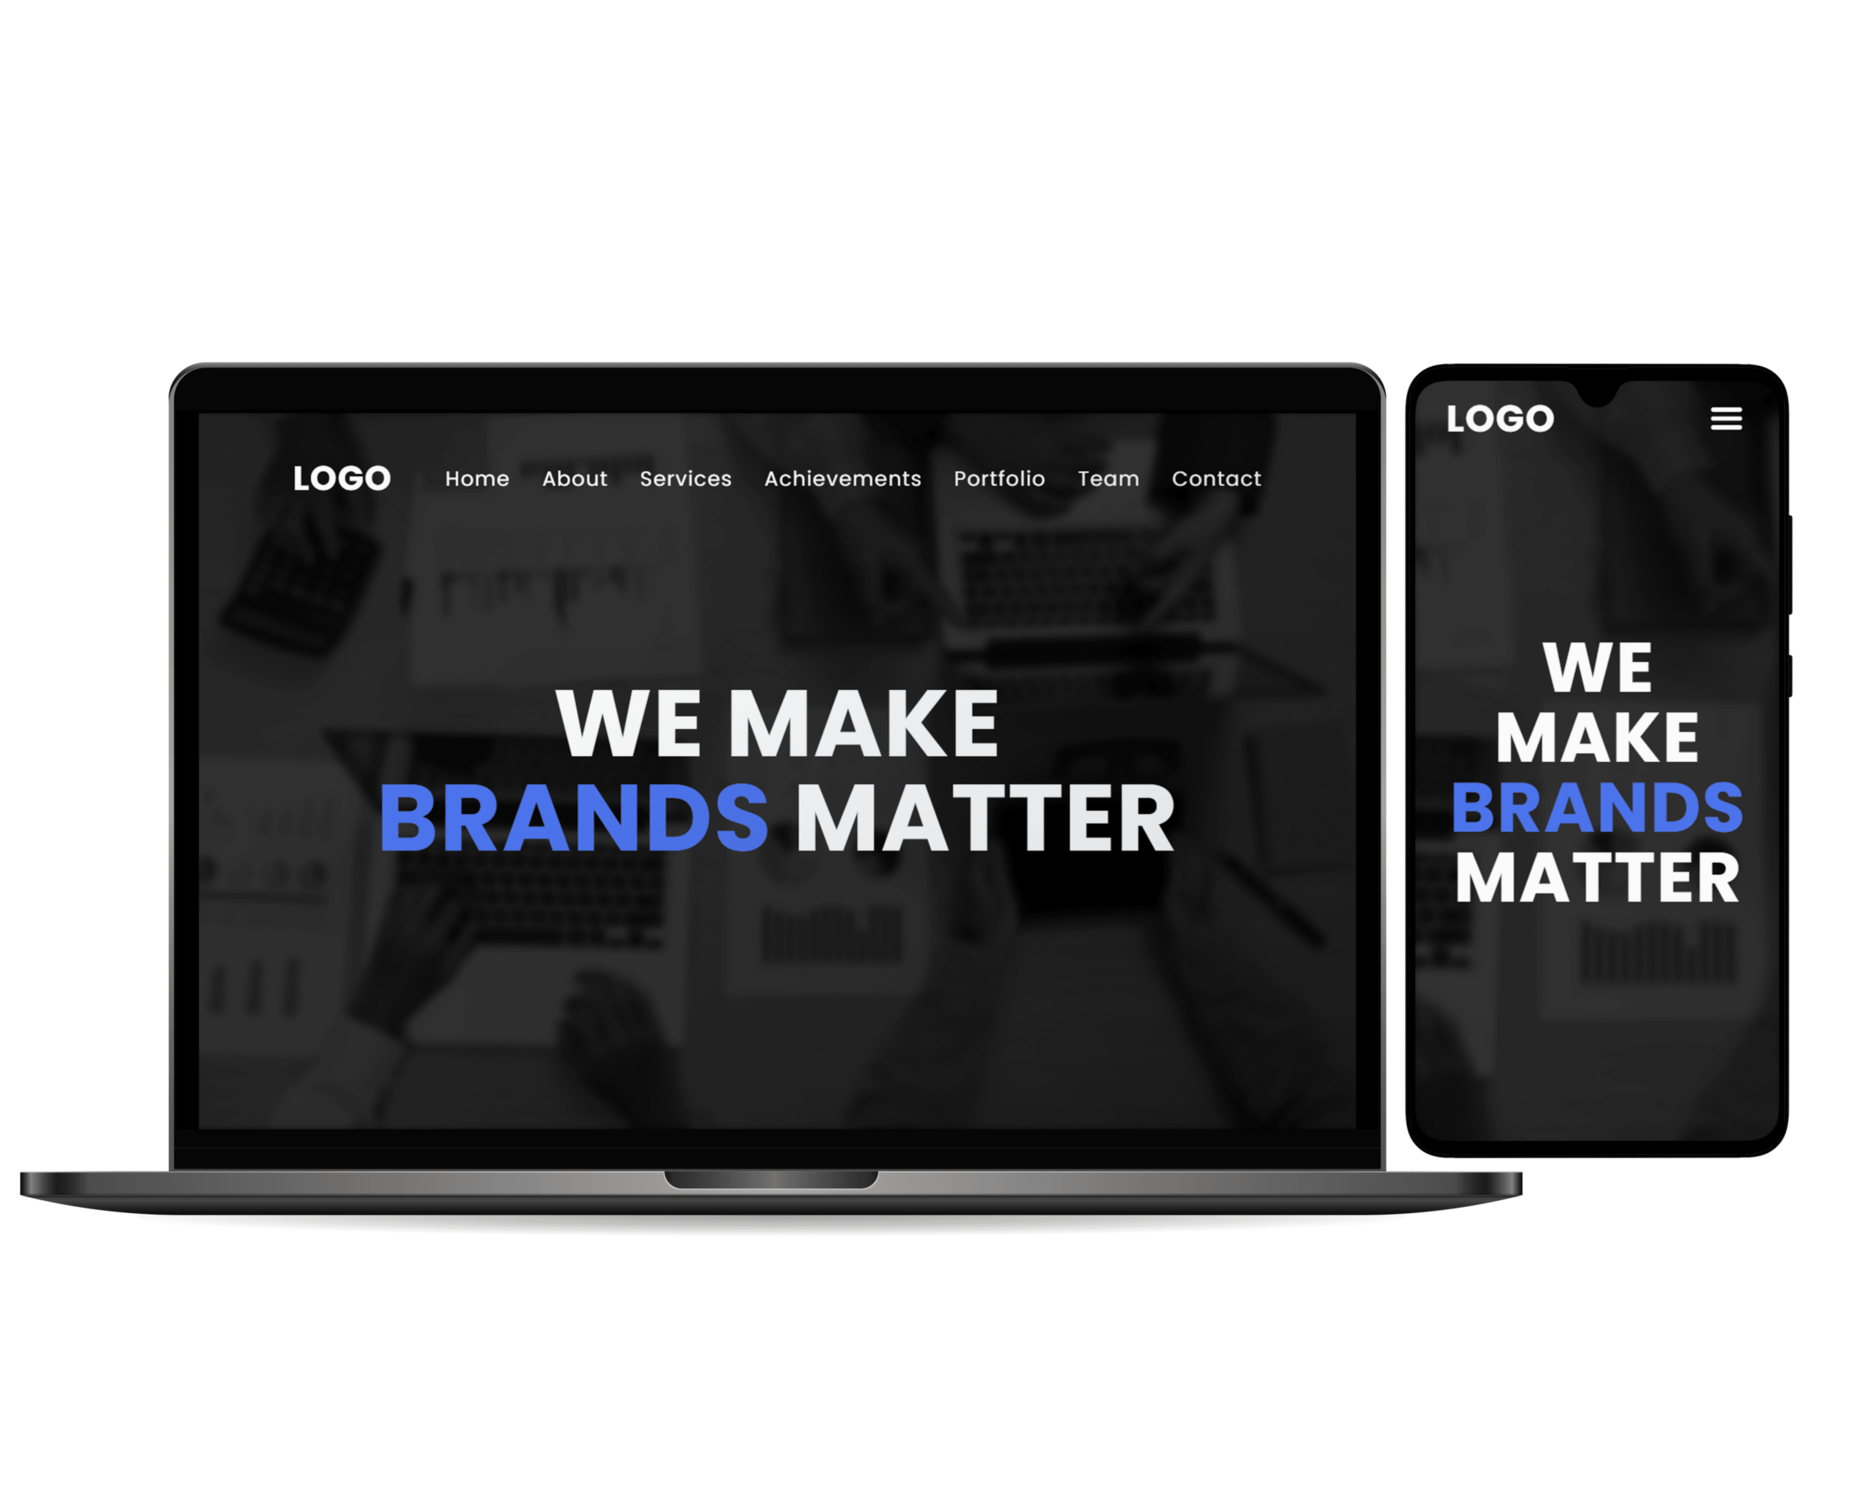 LOGO Home About Services Achievements Portfolio Team Contact
WE MAKE
BRANDS MATTER
LOGO
WE
MAKE
BRANDS
MATTER